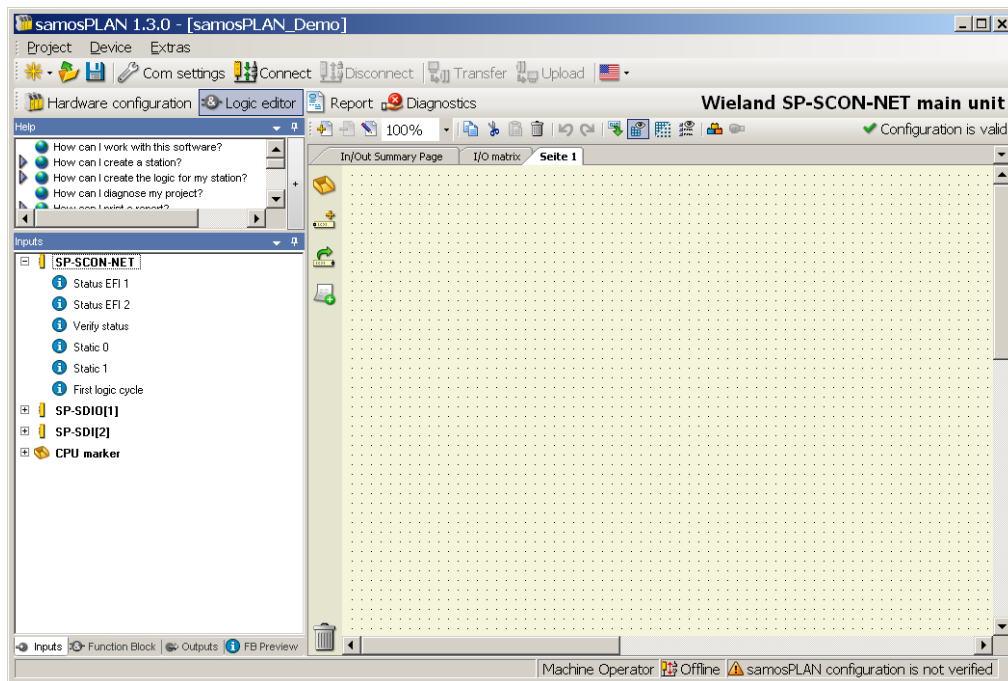 samosPLAN 1.3.0 - [samosPLAN_Demo]
Project Device Extras
Com settings Connect Disconnect Transfer Upload
Hardware configuration Logic editor Report Diagnostics Wieland SP-SCON-NET main unit
Help
100%
Configuration is valid
How can I work with this software?
How can I create a station?
How can I create the logic for my station?
How can I diagnose my project?
How can I print a report?
In/Out Summary Page I/O matrix Seite 1
Inputs
SP-SCON-NET
Status EFI 1
Status EFI 2
Verify status
Static 0
Static 1
First logic cycle
SP-SDIO[1]
SP-SDI[2]
CPU marker
Inputs Function Block Outputs FB Preview
Machine Operator Offline samosPLAN configuration is not verified